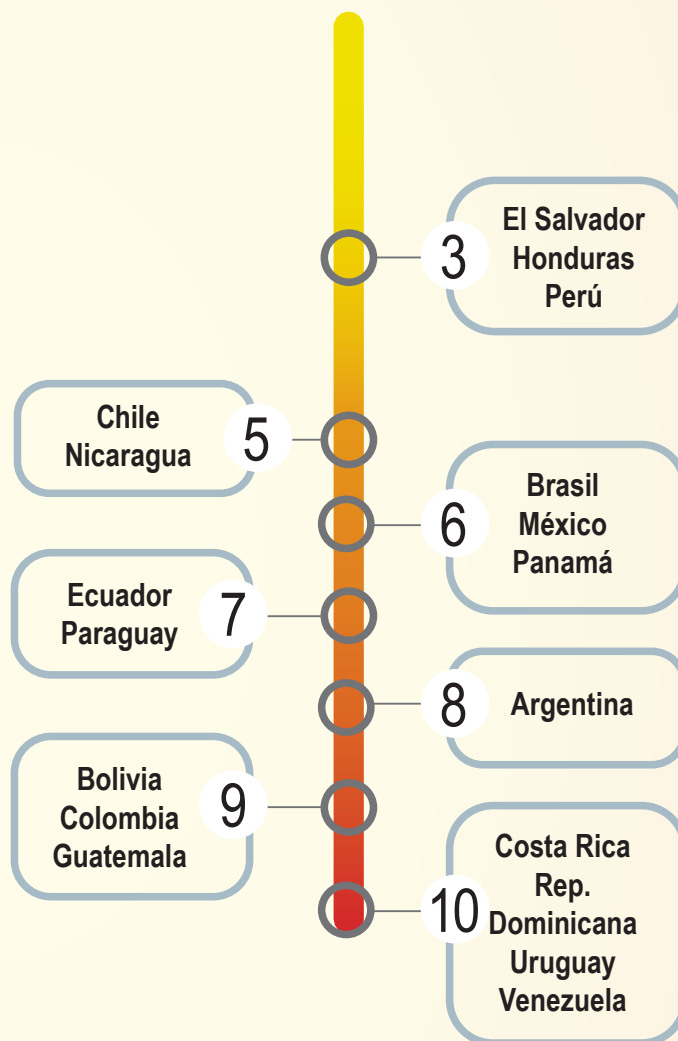 3
El Salvador
Honduras
Perú
5
Chile
Nicaragua
6
Brasil
México
Panamá
7
Ecuador
Paraguay
8
Argentina
9
Bolivia
Colombia
Guatemala
10
Costa Rica
Rep.
Dominicana
Uruguay
Venezuela